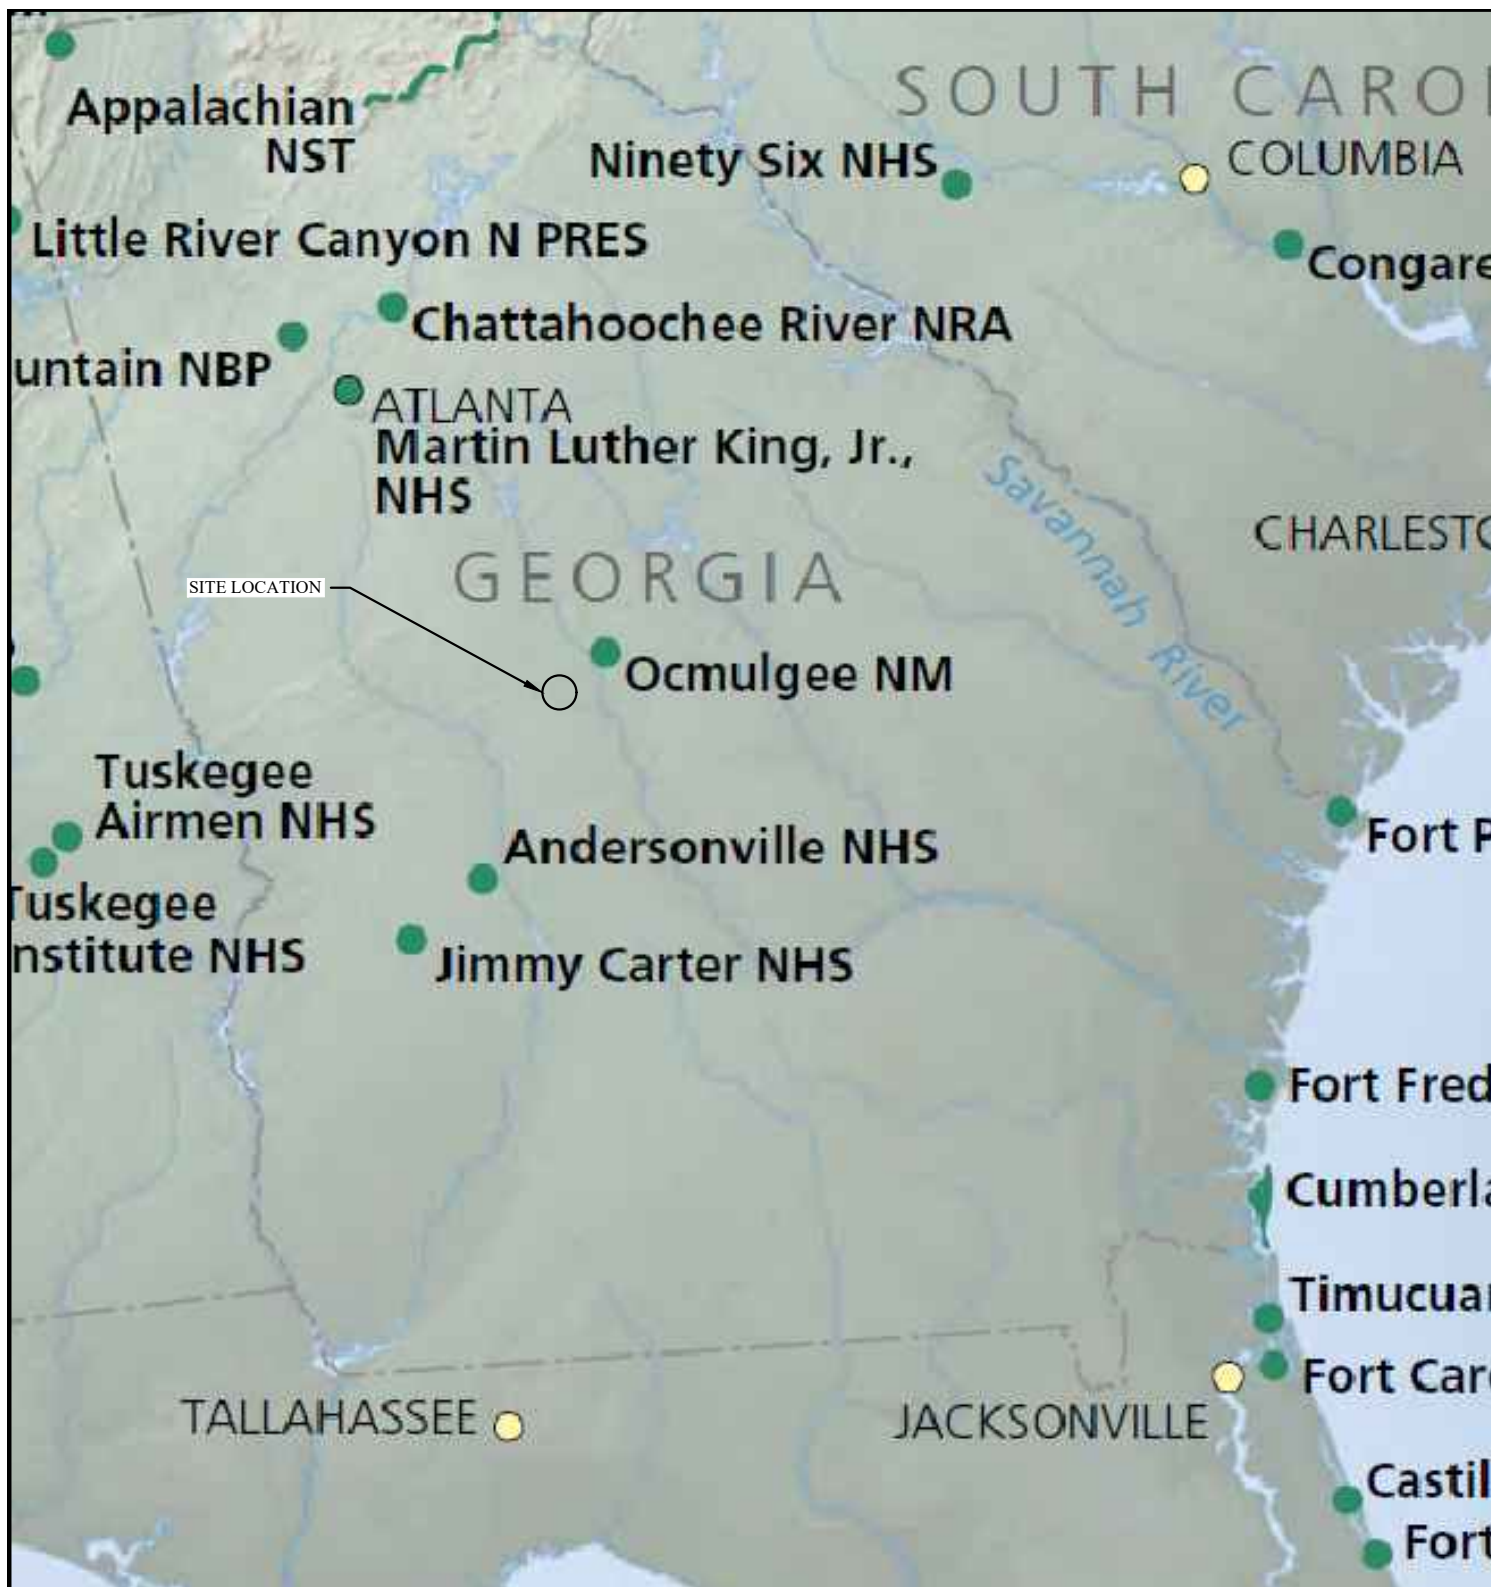 SOUTH CAROL
Appalachian
NST
Ninety Six NHS
COLUMBIA
Little River Canyon N PRES
Congare
Chattahoochee River NRA
untain NBP
ATLANTA
Martin Luther King, Jr.,
NHS
Savannah River
CHARLESTO
GEORGIA
SITE LOCATION
Ocmulgee NM
Tuskegee
Airmen NHS
Fort P
Andersonville NHS
Tuskegee
nstitute NHS
Jimmy Carter NHS
Fort Fred
Cumberla
Timucuan
TALLAHASSEE
JACKSONVILLE
Fort Caro
Castil
Fort